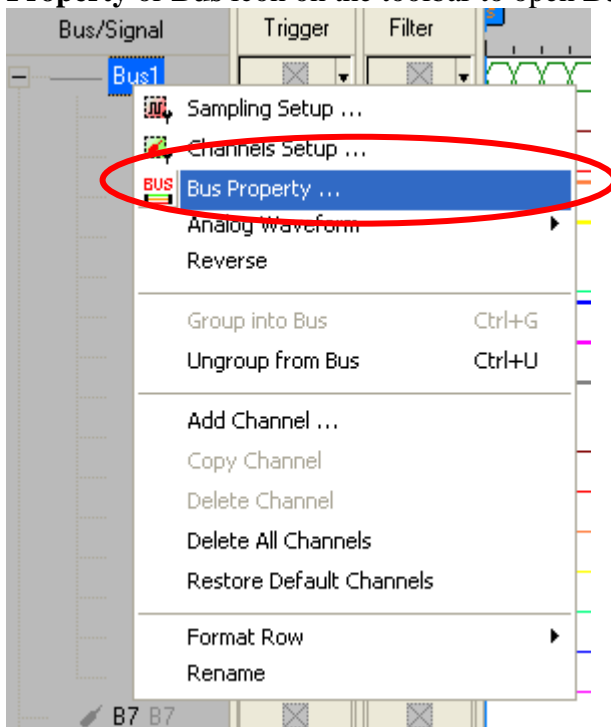 Property or Bus icon on the toolbar to open B
Bus/Signal Trigger Filter
Bus1
Sampling Setup ...
Channels Setup ...
BUS Bus Property ...
Analog Waveform
Reverse
Group into Bus Ctrl+G
Ungroup from Bus Ctrl+U
Add Channel ...
Copy Channel
Delete Channel
Delete All Channels
Restore Default Channels
Format Row
Rename
B7 B7